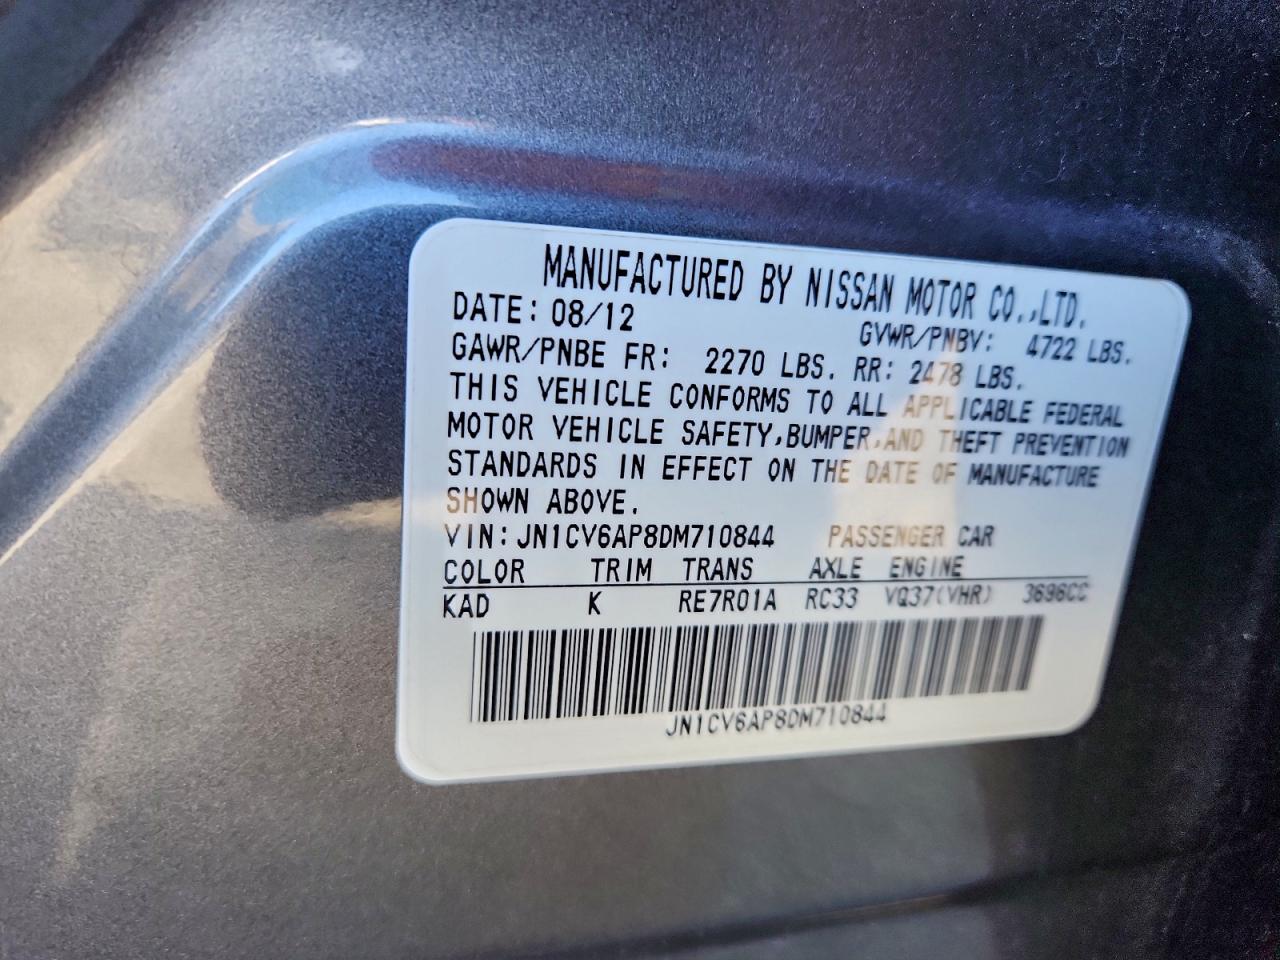 MANUFACTURED BY NISSAN MOTOR CO.,LTD.
DATE: 08/12 GVWR/PNBV: 4722 LBS.
GAWR/PNBE FR: 2270 LBS. RR: 2478 LBS.
THIS VEHICLE CONFORMS TO ALL APPLICABLE FEDERAL
MOTOR VEHICLE SAFETY,BUMPER,AND THEFT PREVENTION
STANDARDS IN EFFECT ON THE DATE OF MANUFACTURE
SHOWN ABOVE.
VIN: JN1CV6AP8DM710844 PASSENGER CAR
COLOR TRIM TRANS AXLE ENGINE
KAD K RE7R01A RC33 VQ37(VHR) 3696CC
JN1CV6AP8DM710844